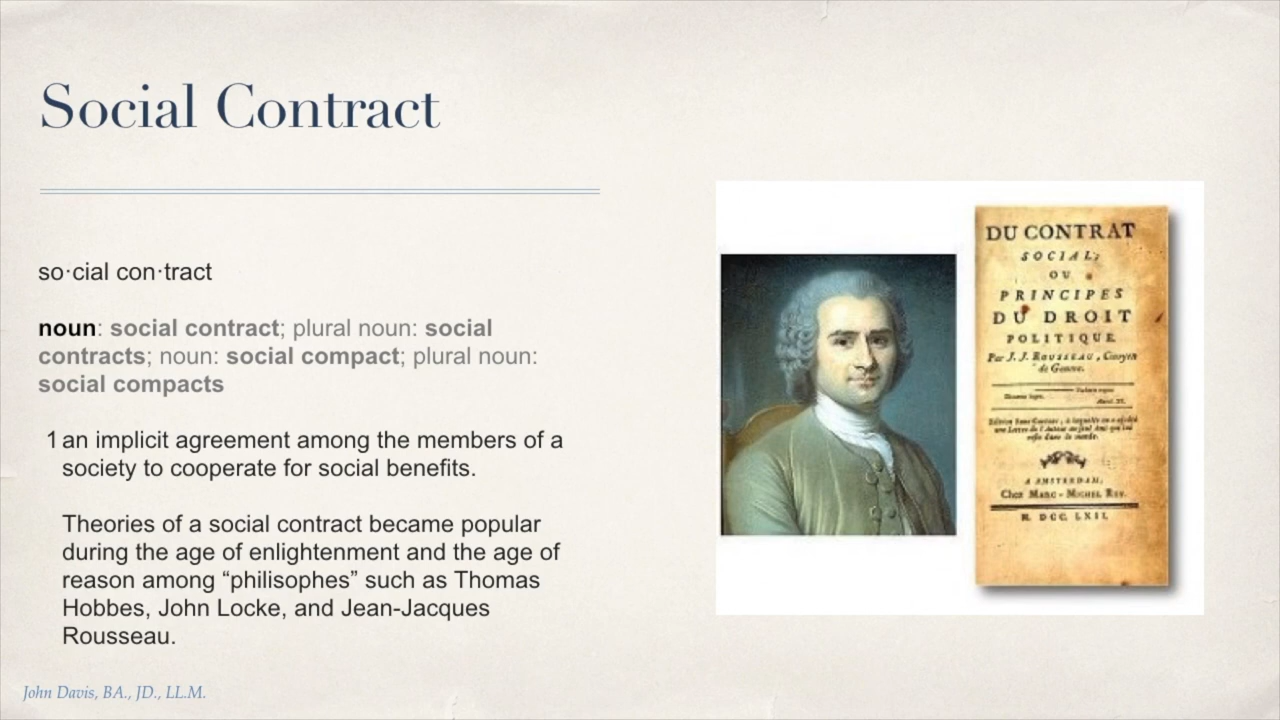 Social Contract
so·cial con·tract
noun: social contract; plural noun: social
contracts; noun: social compact; plural noun:
social compacts
1 an implicit agreement among the members of a
society to cooperate for social benefits.
Theories of a social contract became popular
during the age of enlightenment and the age of
reason among “philisophes” such as Thomas
Hobbes, John Locke, and Jean-Jacques
Rousseau.
John Davis, BA., JD., LL.M.
DU CONTRAT
SOCIAL;
OU
PRINCIPES
DU DROIT
POLITIQUE
Par J. J. ROUSSEAU, Citoyen
de Geneve.
A AMSTERDAM,
Chez MARC-MICHEL REY.
M. DCC. LXII.